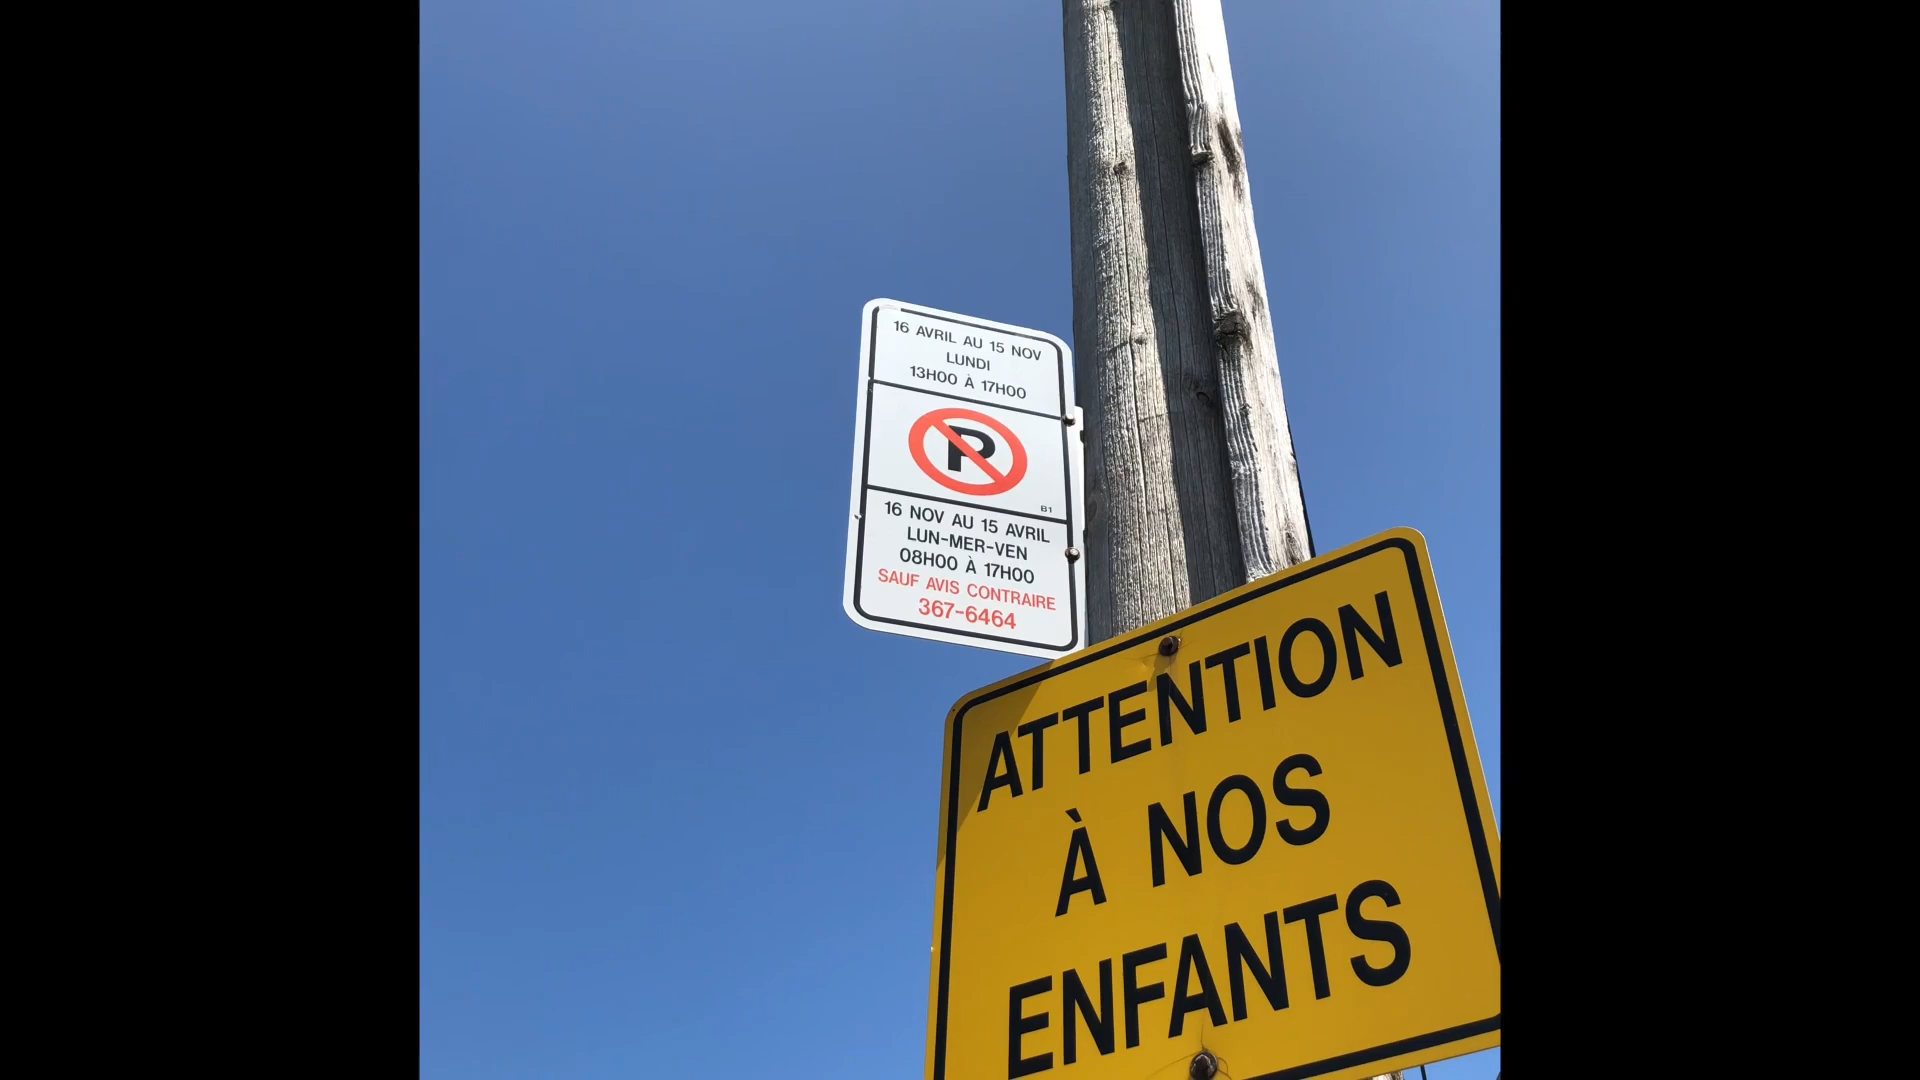 16 AVRIL AU 15 NOV
LUNDI
13H00 À 17H00
P
B1
16 NOV AU 15 AVRIL
LUN-MER-VEN
08H00 À 17H00
SAUF AVIS CONTRAIRE
367-6464
ATTENTION
À NOS
ENFANTS